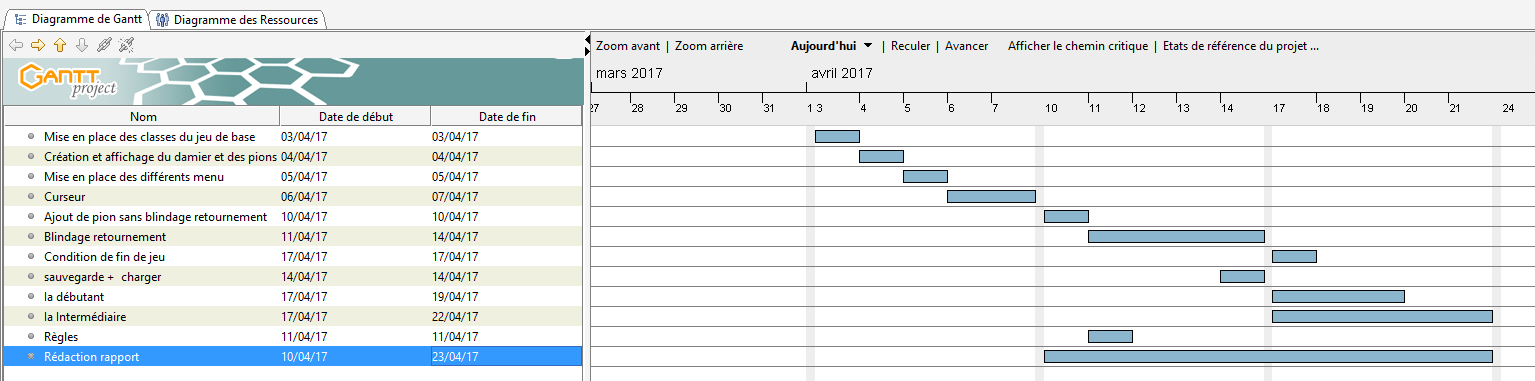 Diagramme de Gantt Diagramme des Ressources
Zoom avant | Zoom arrière Aujourd'hui | Reculer | Avancer Afficher le chemin critique | Etats de référence du projet ...
GANTT project
mars 2017 avril 2017
27 28 29 30 31 1 3 4 5 6 7 10 11 12 13 14 17 18 19 20 21 24
Nom Date de début Date de fin
Mise en place des classes du jeu de base 03/04/17 03/04/17
Création et affichage du damier et des pions 04/04/17 04/04/17
Mise en place des différents menu 05/04/17 05/04/17
Curseur 06/04/17 07/04/17
Ajout de pion sans blindage retournement 10/04/17 10/04/17
Blindage retournement 11/04/17 14/04/17
Condition de fin de jeu 17/04/17 17/04/17
sauvegarde + charger 14/04/17 14/04/17
la débutant 17/04/17 19/04/17
la Intermédiaire 17/04/17 22/04/17
Règles 11/04/17 11/04/17
Rédaction rapport 10/04/17 23/04/17